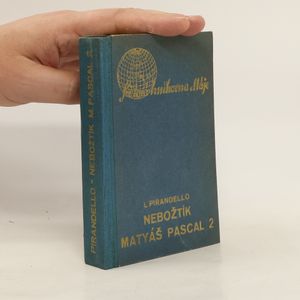 knihovna Máje
L. PIRANDELLO
NEBOŽTÍK
MATYÁŠ PASCAL 2
PIRANDELLO - NEBOŽTÍK M. PASCAL 2